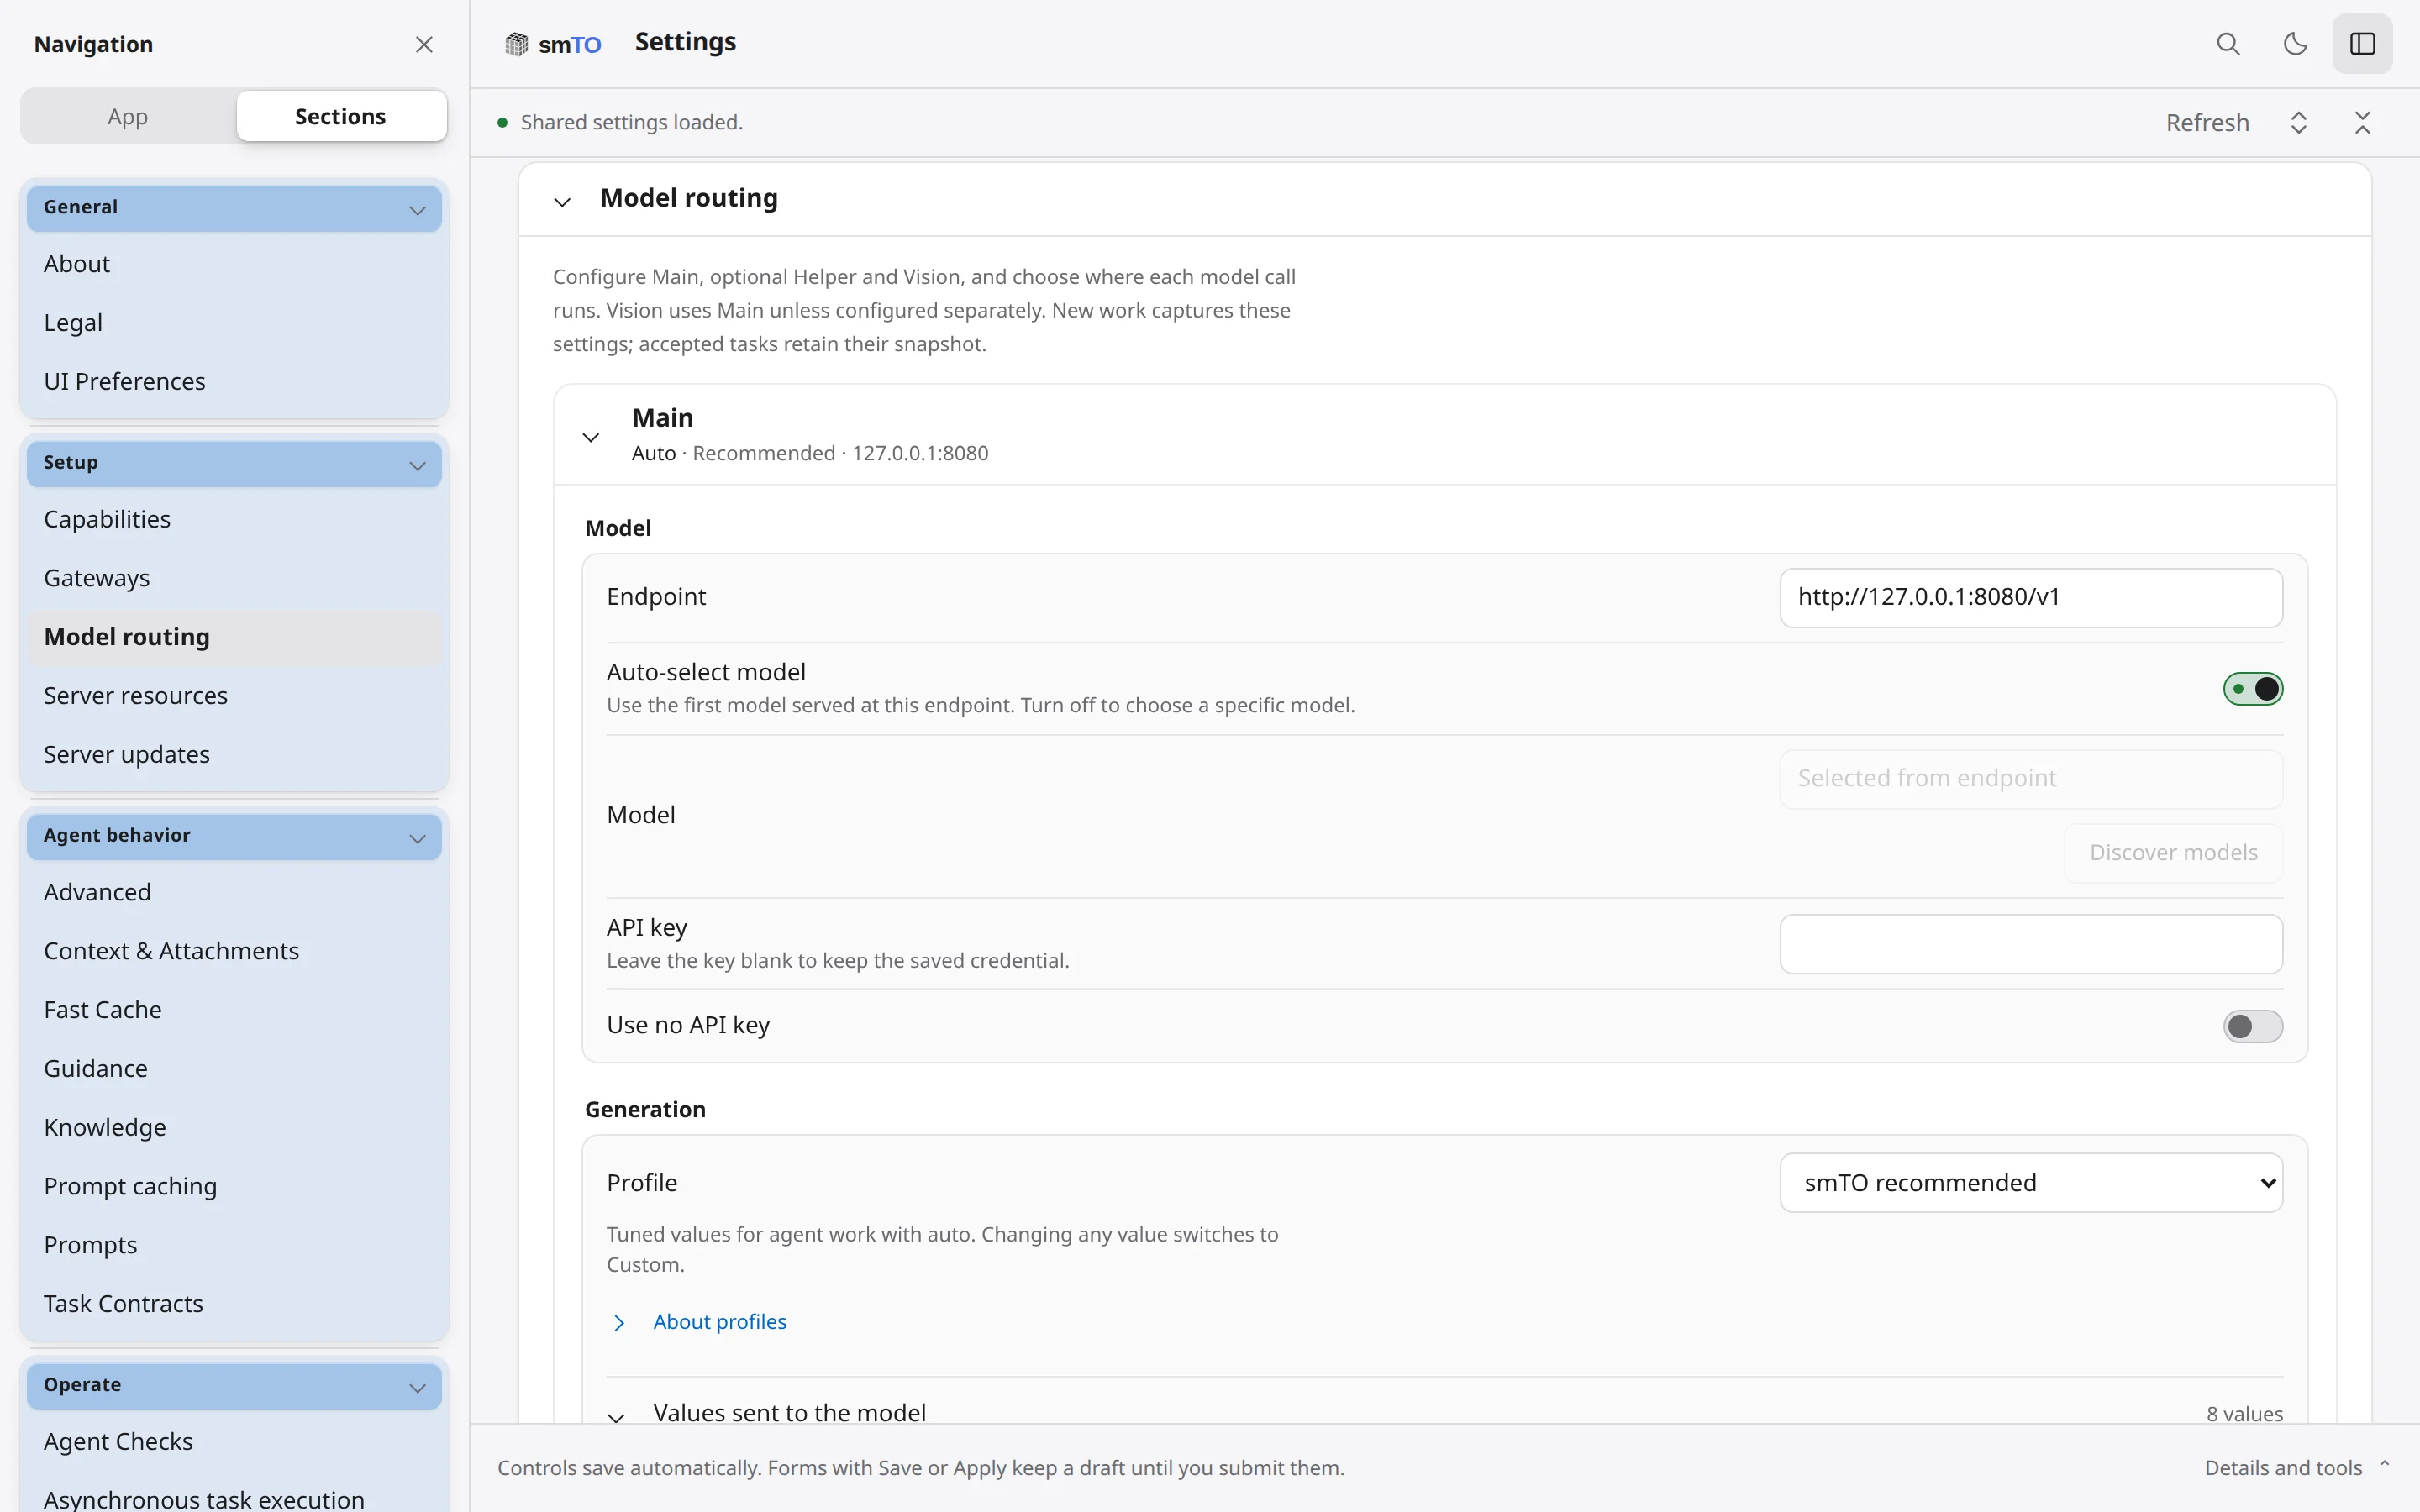 Navigation
App
Sections
General
About
Legal
UI Preferences
Setup
Capabilities
Gateways
Model routing
Server resources
Server updates
Agent behavior
Advanced
Context & Attachments
Fast Cache
Guidance
Knowledge
Prompt caching
Prompts
Task Contracts
Operate
Agent Checks
Asynchronous task execution
smTO
Settings
Shared settings loaded.
Refresh
Model routing
Configure Main, optional Helper and Vision, and choose where each model call
runs. Vision uses Main unless configured separately. New work captures these
settings; accepted tasks retain their snapshot.
Main
Auto · Recommended · 127.0.0.1:8080
Model
Endpoint
http://127.0.0.1:8080/v1
Auto-select model
Use the first model served at this endpoint. Turn off to choose a specific model.
Model
Selected from endpoint
Discover models
API key
Leave the key blank to keep the saved credential.
Use no API key
Generation
Profile
smTO recommended
Tuned values for agent work with auto. Changing any value switches to
Custom.
About profiles
Values sent to the model
8 values
Controls save automatically. Forms with Save or Apply keep a draft until you submit them.
Details and tools